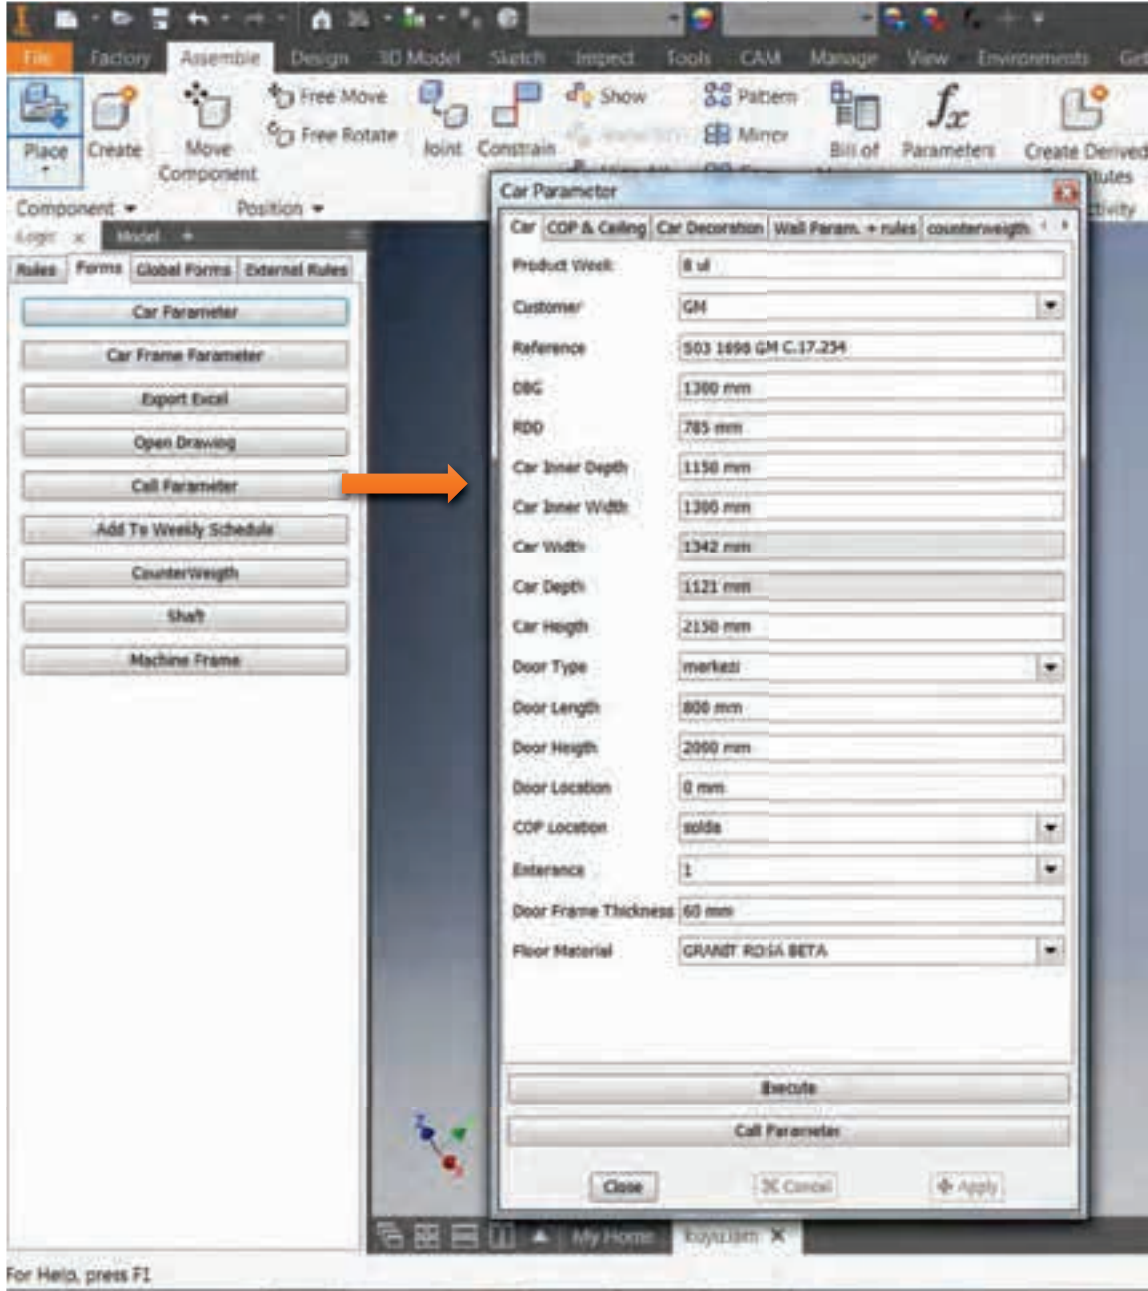 File Factory Assemble Design 3D Model Sketch Inspect Tools CAM Manage View Environments Get
Free Move Show Pattern
Free Rotate Mirror
Place Create Move Component Joint Constrain Bill of Parameters Create Derived
Component Position
Model
Rules Forms Global Forms External Rules
Car Parameter
Car Frame Parameter
Export Excel
Open Drawing
Call Parameter
Add To Weekly Schedule
CounterWeigth
Shaft
Machine Frame
Car Parameter
Car COP & Ceiling Car Decoration Wall Param. + rules counterweigth
Product Week 8 ul
Customer GM
Reference S03 1698 GM C.17.254
DBG 1300 mm
RDD 785 mm
Car Inner Depth 1150 mm
Car Inner Width 1300 mm
Car Width 1342 mm
Car Depth 1121 mm
Car Heigth 2150 mm
Door Type merkezi
Door Length 800 mm
Door Heigth 2000 mm
Door Location 0 mm
COP Location solda
Enterance 1
Door Frame Thickness 60 mm
Floor Material GRANIT ROSA BETA
Execute
Call Parameter
Close Cancel Apply
My Home kuyu.iam
For Help, press F1